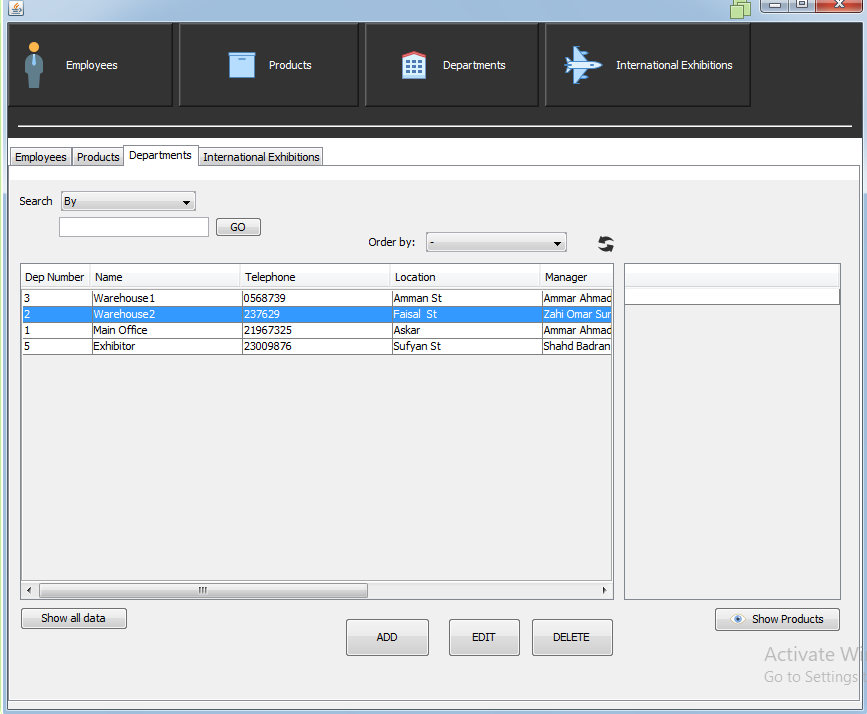 Employees Products Departments International Exhibitions
Employees Products Departments International Exhibitions
Search By
GO
Order by: -
Dep Number Name Telephone Location Manager
3 Warehouse1 0568739 Amman St Ammar Ahmad
2 Warehouse2 237629 Faisal St Zahi Omar Sur
1 Main Office 21967325 Askar Ammar Ahmad
5 Exhibitor 23009876 Sufyan St Shahd Badran
Show all data
Show Products
ADD EDIT DELETE
Activate Wi
Go to Settings